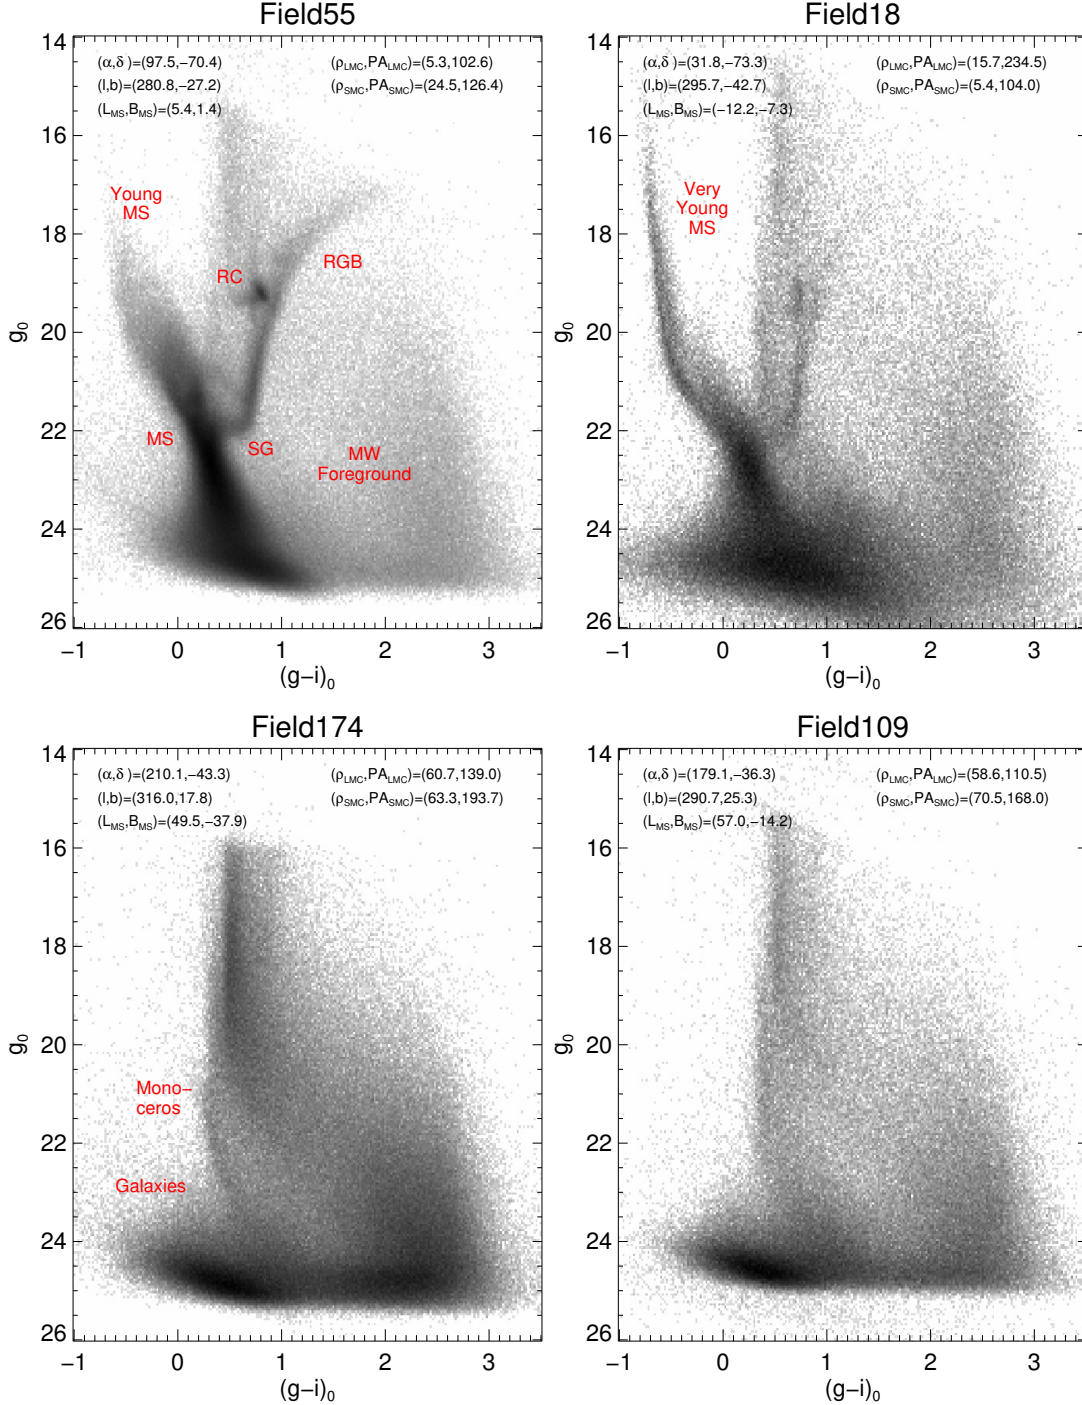 Field55
(α,δ )=(97.5,−70.4)
(ρLMC,PALMC)=(5.3,102.6)
(l,b)=(280.8,−27.2)
(ρSMC,PASMC)=(24.5,126.4)
(LMS,BMS)=(5.4,1.4)
Young
MS
RC
RGB
MS
SG
MW
Foreground
14
16
18
20
22
24
26
g0
−1 0 1 2 3
(g−i)0
Field18
(α,δ )=(31.8,−73.3)
(ρLMC,PALMC)=(15.7,234.5)
(l,b)=(295.7,−42.7)
(ρSMC,PASMC)=(5.4,104.0)
(LMS,BMS)=(−12.2,−7.3)
Very
Young
MS
14
16
18
20
22
24
26
g0
−1 0 1 2 3
(g−i)0
Field174
(α,δ )=(210.1,−43.3)
(ρLMC,PALMC)=(60.7,139.0)
(l,b)=(316.0,17.8)
(ρSMC,PASMC)=(63.3,193.7)
(LMS,BMS)=(49.5,−37.9)
Mono−
ceros
Galaxies
14
16
18
20
22
24
26
g0
−1 0 1 2 3
(g−i)0
Field109
(α,δ )=(179.1,−36.3)
(ρLMC,PALMC)=(58.6,110.5)
(l,b)=(290.7,25.3)
(ρSMC,PASMC)=(70.5,168.0)
(LMS,BMS)=(57.0,−14.2)
14
16
18
20
22
24
26
g0
−1 0 1 2 3
(g−i)0